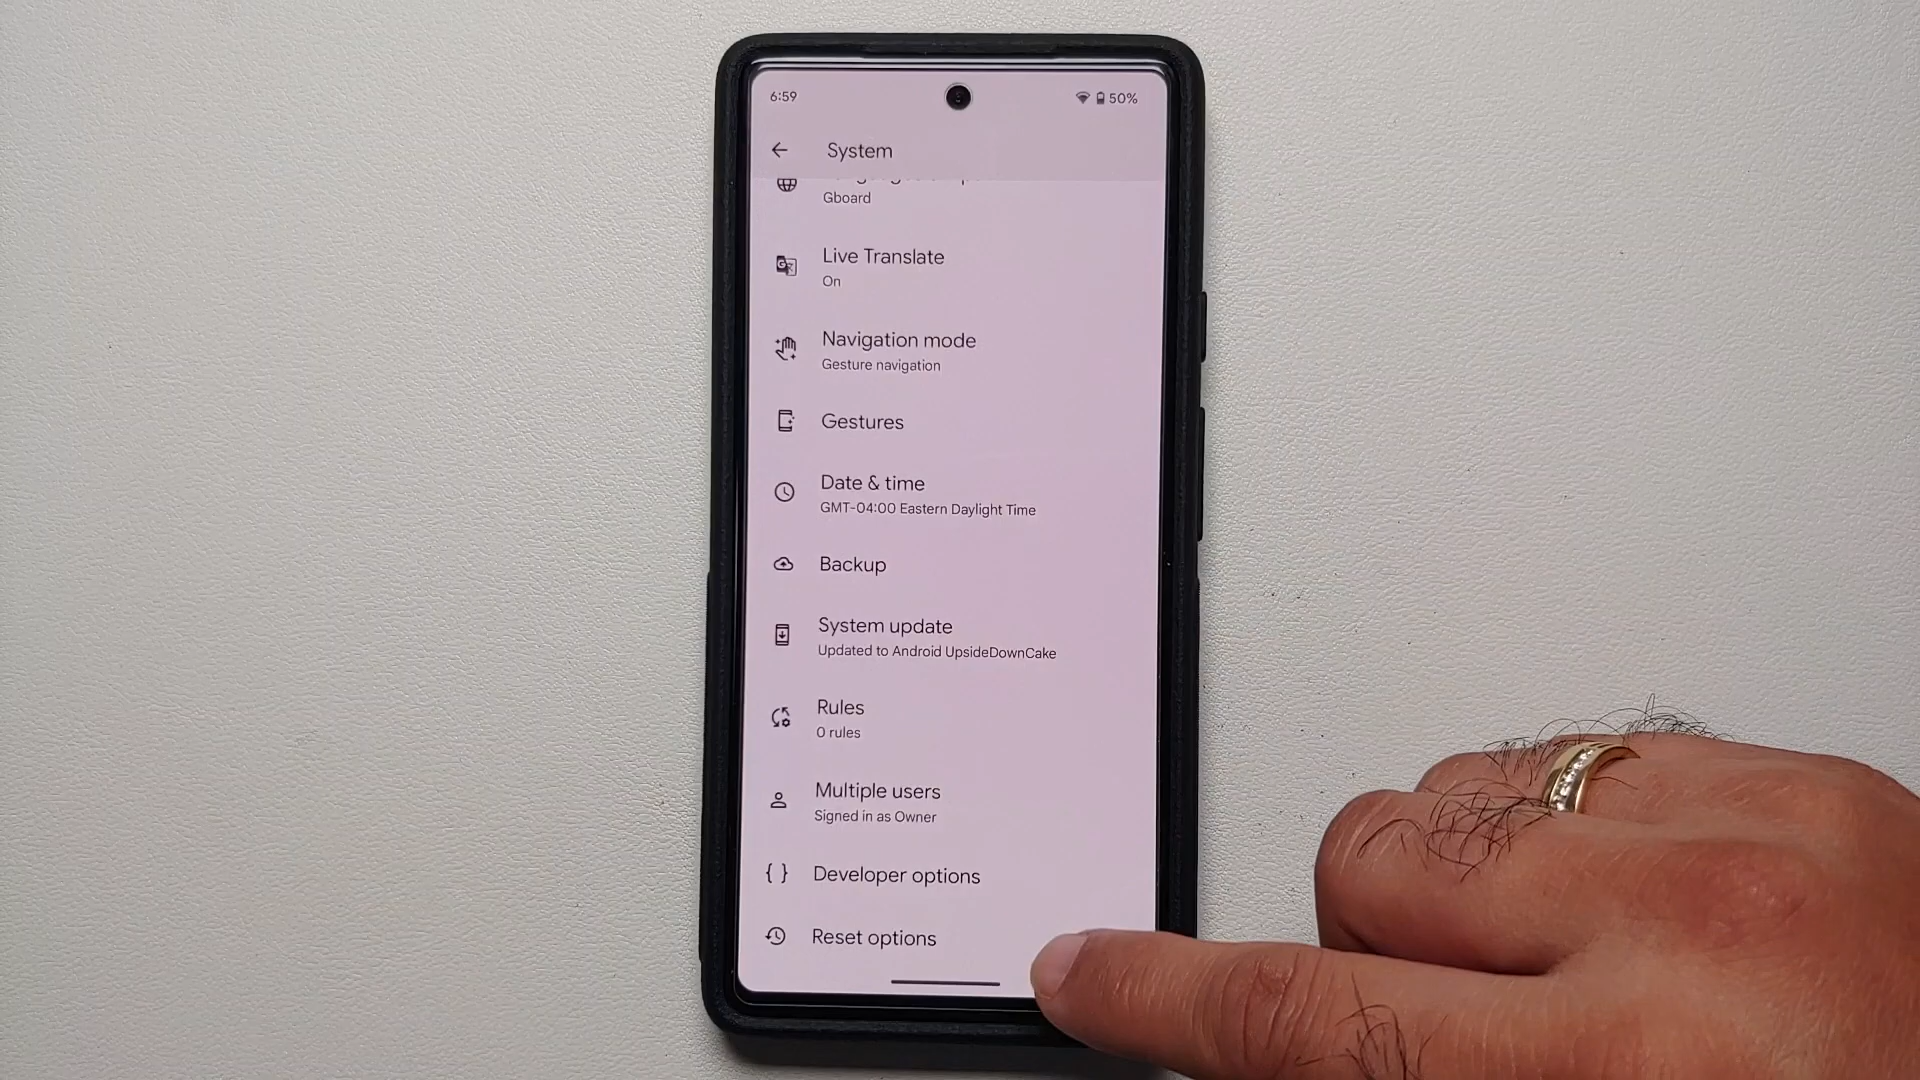 6:59
50%
System
Gboard
Live Translate
On
Navigation mode
Gesture navigation
Gestures
Date & time
GMT-04:00 Eastern Daylight Time
Backup
System update
Updated to Android UpsideDownCake
Rules
0 rules
Multiple users
Signed in as Owner
Developer options
Reset options